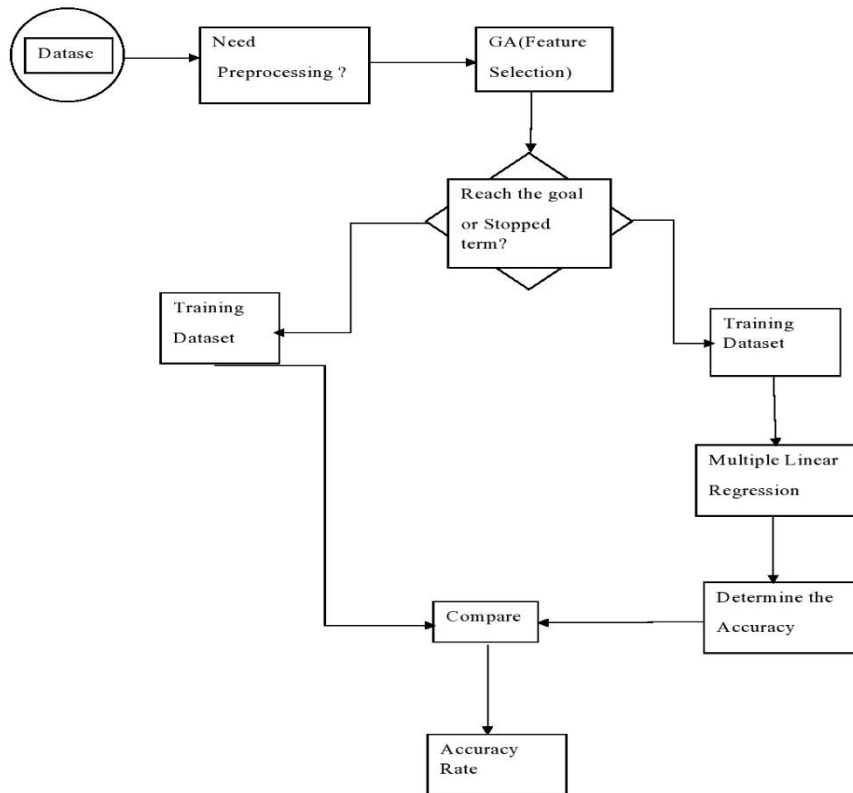 Datase
Need
Preprocessing ?
GA(Feature
Selection)
Reach the goal
or Stopped
term?
Training
Dataset
Training
Dataset
Multiple Linear
Regression
Determine the
Accuracy
Compare
Accuracy
Rate